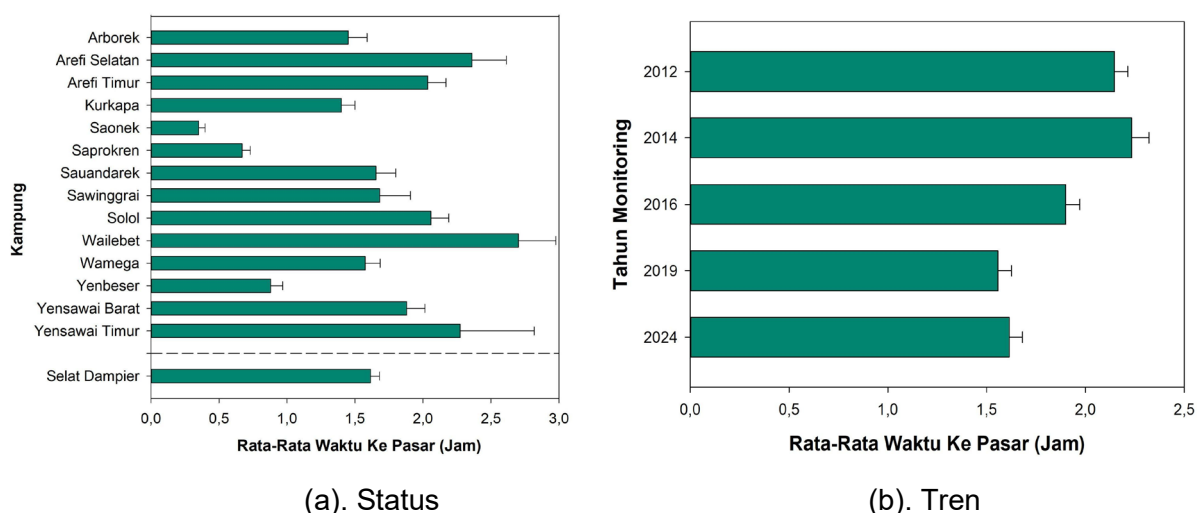 Kampung
Arborek
Arefi Selatan
Arefi Timur
Kurkapa
Saonek
Saprokren
Sauandarek
Sawinggrai
Solol
Wailebet
Wamega
Yenbeser
Yensawai Barat
Yensawai Timur
Selat Dampier
0,0 0,5 1,0 1,5 2,0 2,5 3,0
Rata-Rata Waktu Ke Pasar (Jam)
(a). Status
Tahun Monitoring
2012
2014
2016
2019
2024
0,0 0,5 1,0 1,5 2,0 2,5
Rata-Rata Waktu Ke Pasar (Jam)
(b). Tren